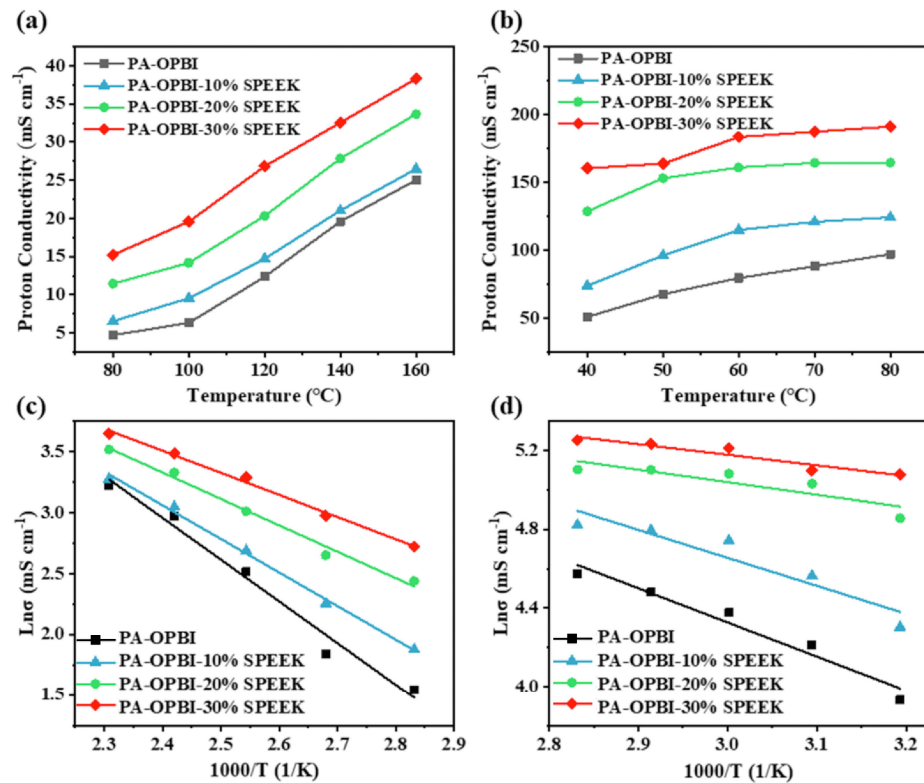 (a)
PA-OPBI
PA-OPBI-10% SPEEK
PA-OPBI-20% SPEEK
PA-OPBI-30% SPEEK
Proton Conductivity (mS cm⁻¹)
45
40
35
30
25
20
15
10
5
80 100 120 140 160
Temperature (°C)
(b)
PA-OPBI
PA-OPBI-10% SPEEK
PA-OPBI-20% SPEEK
PA-OPBI-30% SPEEK
Proton Conductivity (mS cm⁻¹)
250
200
150
100
50
40 50 60 70 80
Temperature (°C)
(c)
Lnσ (mS cm⁻¹)
3.5
3.0
2.5
2.0
1.5
PA-OPBI
PA-OPBI-10% SPEEK
PA-OPBI-20% SPEEK
PA-OPBI-30% SPEEK
2.3 2.4 2.5 2.6 2.7 2.8 2.9
1000/T (1/K)
(d)
Lnσ (mS cm⁻¹)
5.2
4.8
4.4
4.0
PA-OPBI
PA-OPBI-10% SPEEK
PA-OPBI-20% SPEEK
PA-OPBI-30% SPEEK
2.8 2.9 3.0 3.1 3.2
1000/T (1/K)